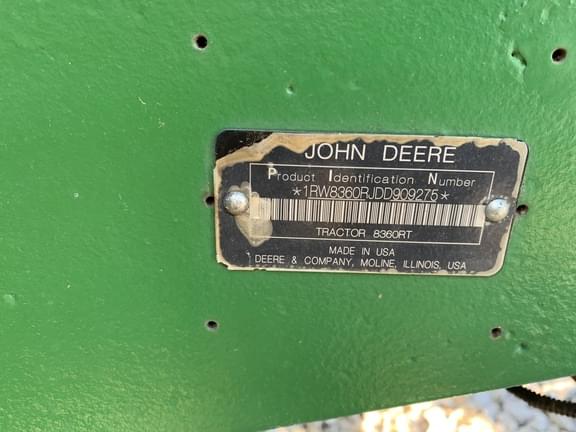 JOHN DEERE
Product Identification Number
*1RW8360RJDD909275*
TRACTOR 8360RT
MADE IN USA
DEERE & COMPANY, MOLINE, ILLINOIS, USA